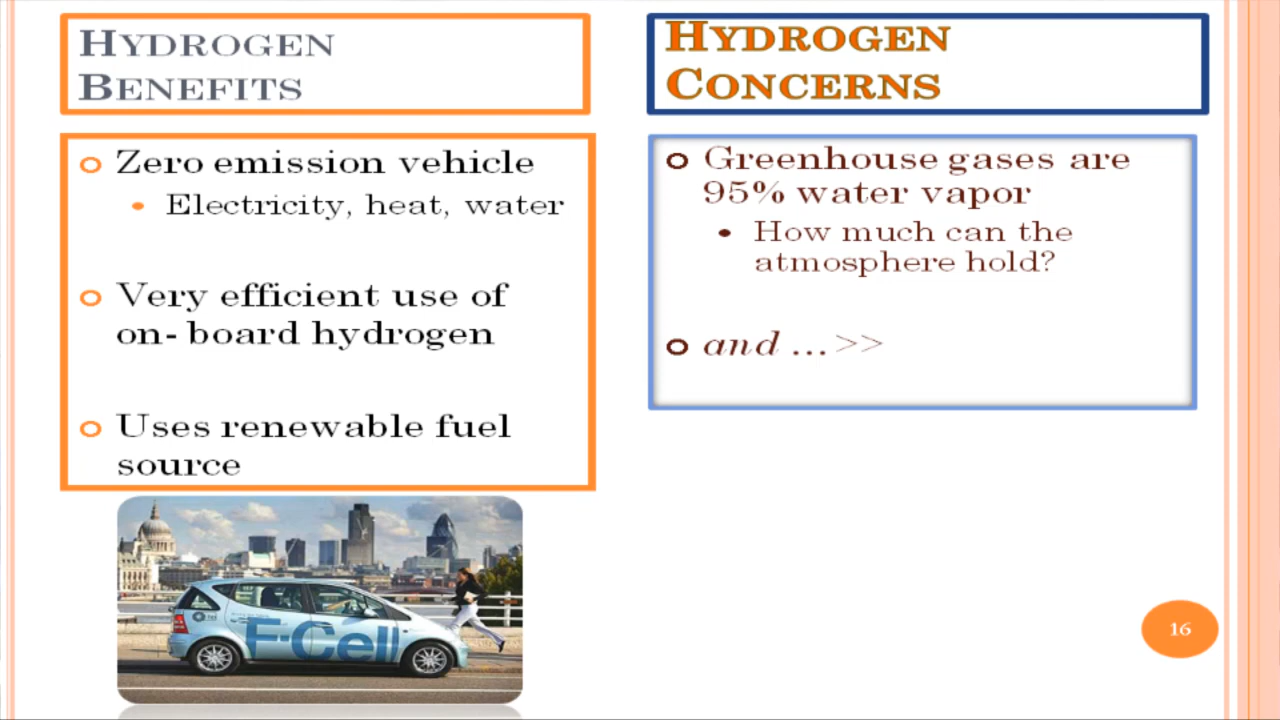 HYDROGEN
BENEFITS
Zero emission vehicle
Electricity, heat, water
Very efficient use of
on- board hydrogen
Uses renewable fuel
source
F-Cell
HYDROGEN
CONCERNS
Greenhouse gases are
95% water vapor
How much can the
atmosphere hold?
and ...>>
16